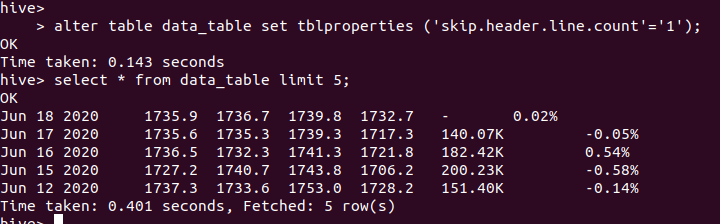 hive>
    > alter table data_table set tblproperties ('skip.header.line.count'='1');
OK
Time taken: 0.143 seconds
hive> select * from data_table limit 5;
OK
Jun 18 2020	1735.9	1736.7	1739.8	1732.7	-	0.02%
Jun 17 2020	1735.6	1735.3	1739.3	1717.3	140.07K	-0.05%
Jun 16 2020	1736.5	1732.3	1741.3	1721.8	182.42K	0.54%
Jun 15 2020	1727.2	1740.7	1743.8	1706.2	200.23K	-0.58%
Jun 12 2020	1737.3	1733.6	1753.0	1728.2	151.40K	-0.14%
Time taken: 0.401 seconds, Fetched: 5 row(s)
hive>